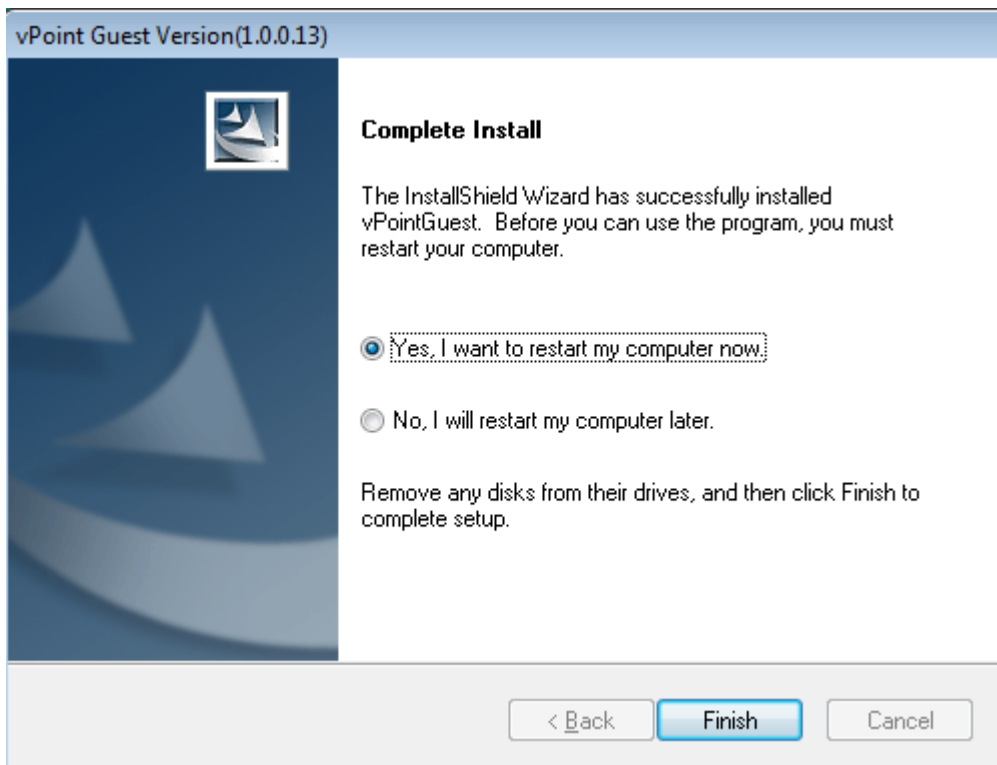 vPoint Guest Version(1.0.0.13)
Complete Install
The InstallShield Wizard has successfully installed
vPointGuest.  Before you can use the program, you must
restart your computer.
Yes, I want to restart my computer now.
No, I will restart my computer later.
Remove any disks from their drives, and then click Finish to
complete setup.
< Back Finish Cancel